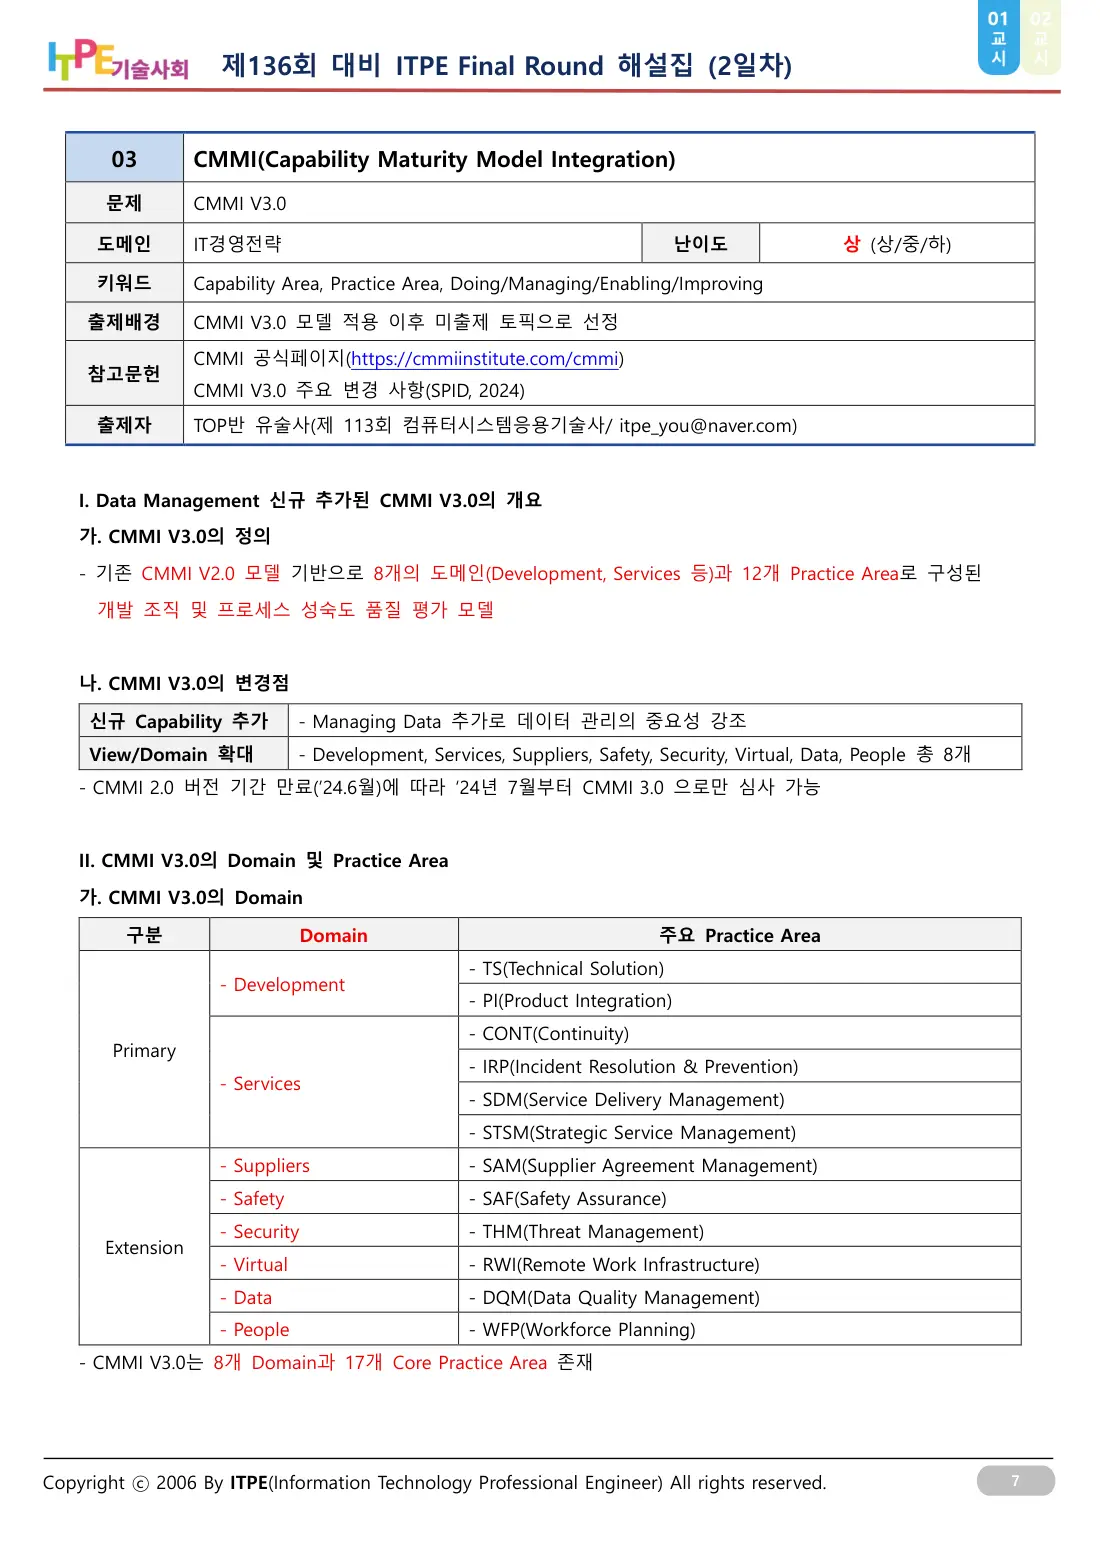 ITPE기술사회 제136회 대비 ITPE Final Round 해설집 (2일차)
01 교시
02 교시
03 CMMI(Capability Maturity Model Integration)
문제 CMMI V3.0
도메인 IT경영전략 난이도 상 (상/중/하)
키워드 Capability Area, Practice Area, Doing/Managing/Enabling/Improving
출제배경 CMMI V3.0 모델 적용 이후 미출제 토픽으로 선정
참고문헌 CMMI 공식페이지(https://cmmiinstitute.com/cmmi)
CMMI V3.0 주요 변경 사항(SPID, 2024)
출제자 TOP반 유술사(제 113회 컴퓨터시스템응용기술사/ itpe_you@naver.com)
I. Data Management 신규 추가된 CMMI V3.0의 개요
가. CMMI V3.0의 정의
- 기존 CMMI V2.0 모델 기반으로 8개의 도메인(Development, Services 등)과 12개 Practice Area로 구성된
개발 조직 및 프로세스 성숙도 품질 평가 모델
나. CMMI V3.0의 변경점
신규 Capability 추가 - Managing Data 추가로 데이터 관리의 중요성 강조
View/Domain 확대 - Development, Services, Suppliers, Safety, Security, Virtual, Data, People 총 8개
- CMMI 2.0 버전 기간 만료('24.6월)에 따라 '24년 7월부터 CMMI 3.0 으로만 심사 가능
II. CMMI V3.0의 Domain 및 Practice Area
가. CMMI V3.0의 Domain
구분 Domain 주요 Practice Area
Primary - Development - TS(Technical Solution)
- PI(Product Integration)
- Services - CONT(Continuity)
- IRP(Incident Resolution & Prevention)
- SDM(Service Delivery Management)
- STSM(Strategic Service Management)
Extension - Suppliers - SAM(Supplier Agreement Management)
- Safety - SAF(Safety Assurance)
- Security - THM(Threat Management)
- Virtual - RWI(Remote Work Infrastructure)
- Data - DQM(Data Quality Management)
- People - WFP(Workforce Planning)
- CMMI V3.0는 8개 Domain과 17개 Core Practice Area 존재
Copyright ⓒ 2006 By ITPE(Information Technology Professional Engineer) All rights reserved. 7